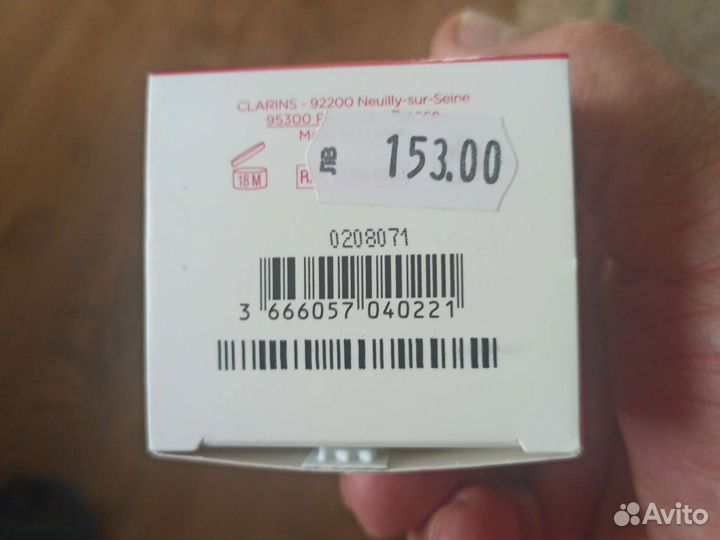 CLARINS - 92200 Neuilly-sur-Seine
95300
лв 153.00
18M
0208071
3 666057 040221
Avito